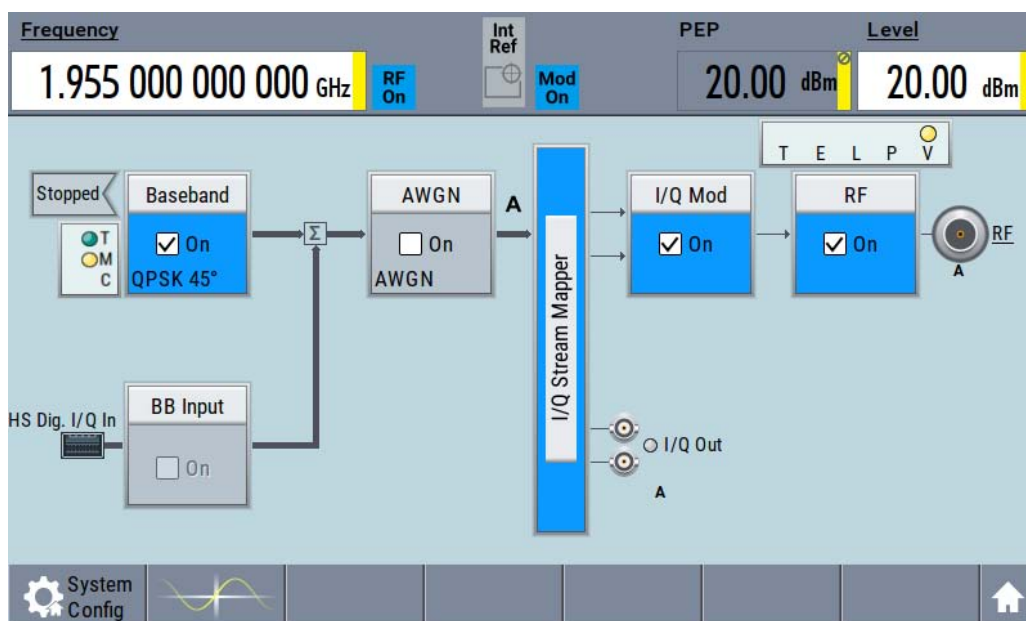 Frequency
Int
Ref
PEP
Level
1.955 000 000 000 GHz
RF
On
Mod
On
20.00 dBm
20.00 dBm
T E L P V
Stopped
Baseband
AWGN
A
I/Q Mod
RF
T
M
C
On
QPSK 45°
Σ
On
AWGN
I/Q Stream Mapper
On
On
RF
A
BB Input
HS Dig. I/Q In
On
I/Q Out
A
System
Config